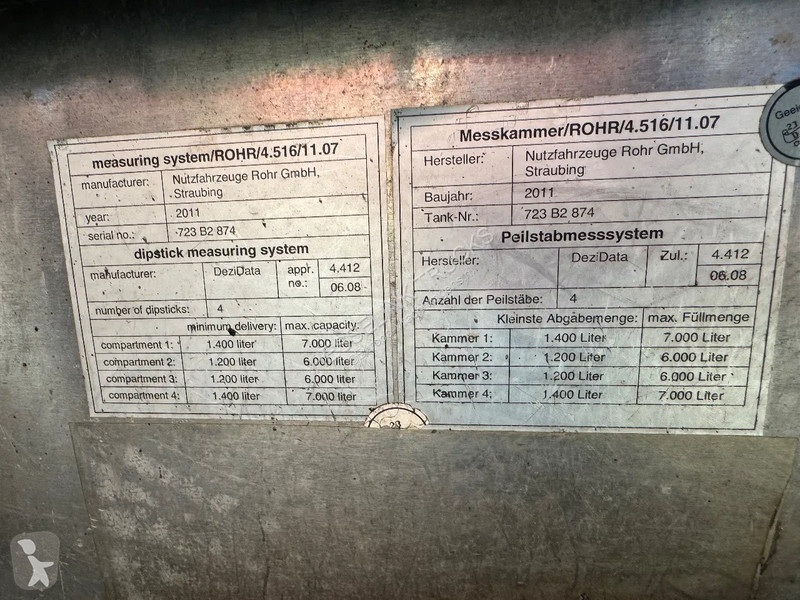 measuring system/ROHR/4.516/11.07
manufacturer: Nutzfahrzeuge Rohr GmbH,
Straubing
year: 2011
serial no.: 723 B2 874
dipstick measuring system
manufacturer: DeziData appr. no.: 4.412
06.08
number of dipsticks: 4
minimum delivery: max. capacity:
compartment 1: 1.400 liter 7.000 liter
compartment 2: 1.200 liter 6.000 liter
compartment 3: 1.200 liter 6.000 liter
compartment 4: 1.400 liter 7.000 liter
Messkammer/ROHR/4.516/11.07
Hersteller: Nutzfahrzeuge Rohr GmbH,
Straubing
Baujahr: 2011
Tank-Nr.: 723 B2 874
Peilstabmesssystem
Hersteller: DeziData Zul.: 4.412
06.08
Anzahl der Peilstäbe: 4
Kleinste Abgabemenge: max. Füllmenge
Kammer 1: 1.400 Liter 7.000 Liter
Kammer 2: 1.200 Liter 6.000 Liter
Kammer 3: 1.200 Liter 6.000 Liter
Kammer 4: 1.400 Liter 7.000 Liter
23
28